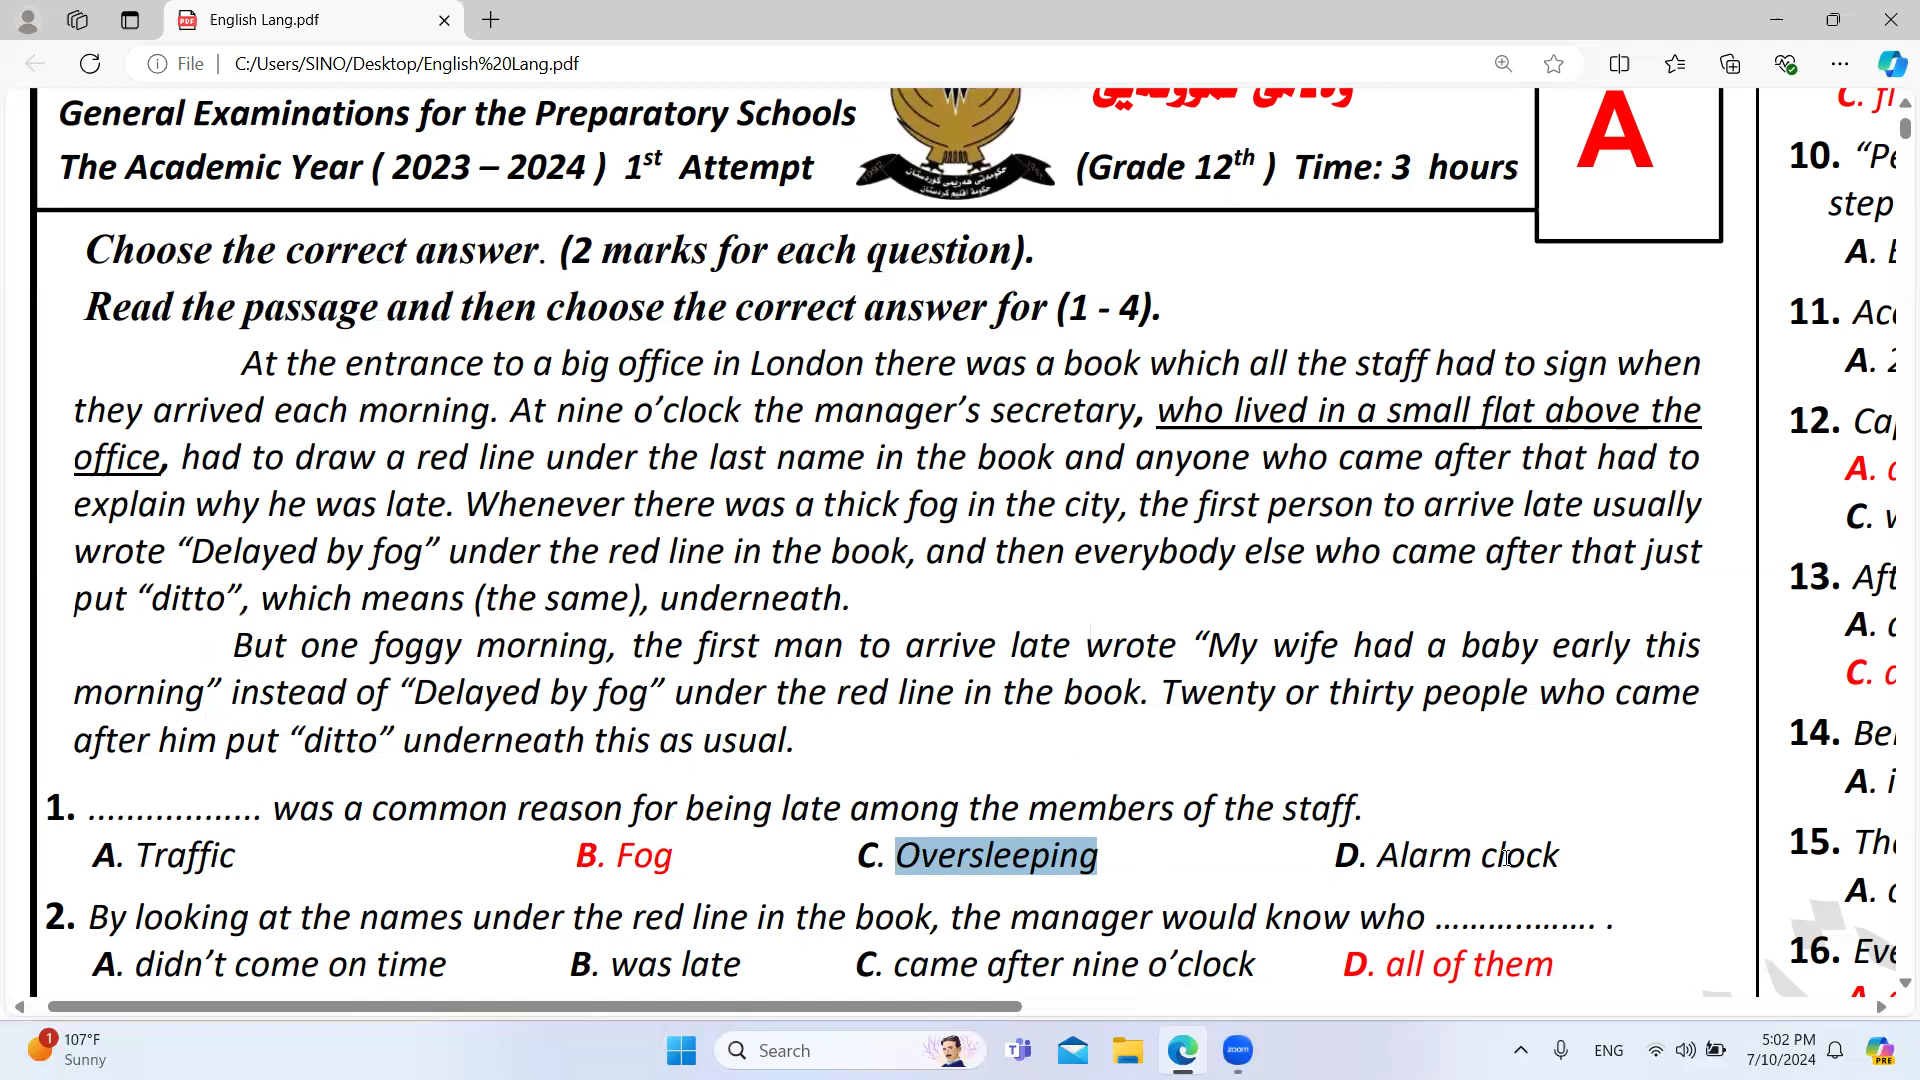 English Lang.pdf
File
C:/Users/SINO/Desktop/English%20Lang.pdf
General Examinations for the Preparatory Schools
The Academic Year ( 2023 – 2024 ) 1st Attempt
(Grade 12th ) Time: 3 hours
A
Choose the correct answer. (2 marks for each question).
Read the passage and then choose the correct answer for (1 - 4).
At the entrance to a big office in London there was a book which all the staff had to sign when
they arrived each morning. At nine o’clock the manager’s secretary, who lived in a small flat above the
office, had to draw a red line under the last name in the book and anyone who came after that had to
explain why he was late. Whenever there was a thick fog in the city, the first person to arrive late usually
wrote “Delayed by fog” under the red line in the book, and then everybody else who came after that just
put “ditto”, which means (the same), underneath.
But one foggy morning, the first man to arrive late wrote “My wife had a baby early this
morning” instead of “Delayed by fog” under the red line in the book. Twenty or thirty people who came
after him put “ditto” underneath this as usual.
1. .................. was a common reason for being late among the members of the staff.
A. Traffic B. Fog C. Oversleeping D. Alarm clock
2. By looking at the names under the red line in the book, the manager would know who .................. .
A. didn’t come on time B. was late C. came after nine o’clock D. all of them
C.
10.
step
A.
11.
A. 2
12.
A.
C.
13.
A.
C.
14.
A.
15.
A.
16.
1
107°F
Sunny
Search
zoom
ENG
5:02 PM
7/10/2024
PRE